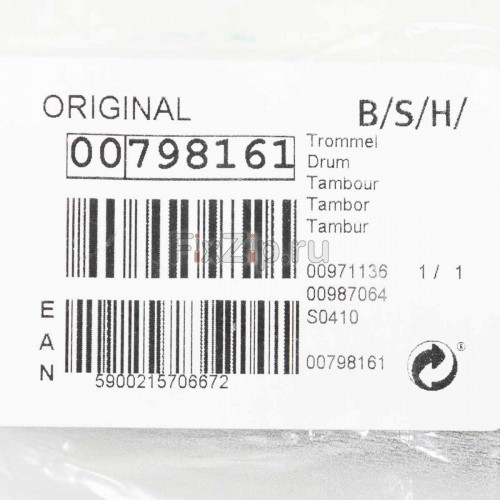 ORIGINAL B/S/H/
00798161
Trommel
Drum
Tambour
Tambor
Tambur
FixZip.ru
00971136 1 / 1
00987064
S0410
00798161
EAN
5900215706672